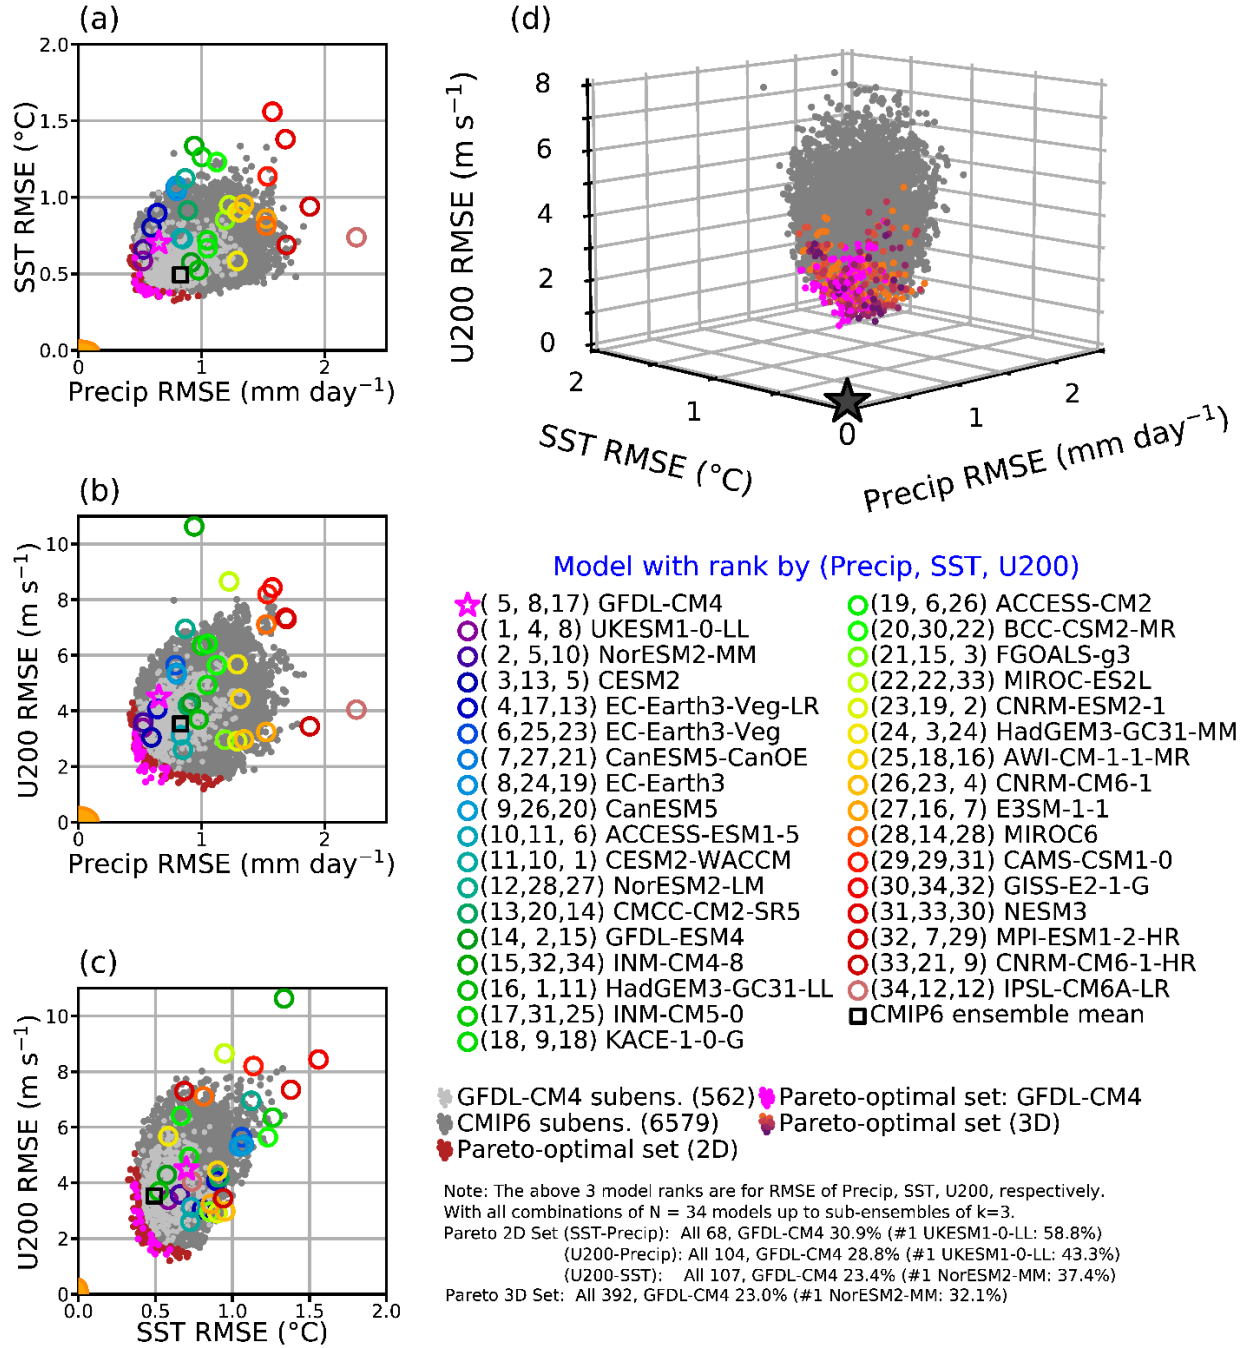 (a)
2.0
1.5
1.0
0.5
0.0
SST RMSE (°C)
0
1
2
Precip RMSE (mm day⁻¹)
(d)
8
6
4
2
0
U200 RMSE (m s⁻¹)
2
1
0
1
2
SST RMSE (°C)
Precip RMSE (mm day⁻¹)
(b)
10
8
6
4
2
0
U200 RMSE (m s⁻¹)
0
1
2
Precip RMSE (mm day⁻¹)
(c)
10
8
6
4
2
0
U200 RMSE (m s⁻¹)
0.0
0.5
1.0
1.5
2.0
SST RMSE (°C)
Model with rank by (Precip, SST, U200)
( 5, 8,17) GFDL-CM4
( 1, 4, 8) UKESM1-0-LL
( 2, 5,10) NorESM2-MM
( 3,13, 5) CESM2
( 4,17,13) EC-Earth3-Veg-LR
( 6,25,23) EC-Earth3-Veg
( 7,27,21) CanESM5-CanOE
( 8,24,19) EC-Earth3
( 9,26,20) CanESM5
(10,11, 6) ACCESS-ESM1-5
(11,10, 1) CESM2-WACCM
(12,28,27) NorESM2-LM
(13,20,14) CMCC-CM2-SR5
(14, 2,15) GFDL-ESM4
(15,32,34) INM-CM4-8
(16, 1,11) HadGEM3-GC31-LL
(17,31,25) INM-CM5-0
(18, 9,18) KACE-1-0-G
(19, 6,26) ACCESS-CM2
(20,30,22) BCC-CSM2-MR
(21,15, 3) FGOALS-g3
(22,22,33) MIROC-ES2L
(23,19, 2) CNRM-ESM2-1
(24, 3,24) HadGEM3-GC31-MM
(25,18,16) AWI-CM-1-1-MR
(26,23, 4) CNRM-CM6-1
(27,16, 7) E3SM-1-1
(28,14,28) MIROC6
(29,29,31) CAMS-CSM1-0
(30,34,32) GISS-E2-1-G
(31,33,30) NESM3
(32, 7,29) MPI-ESM1-2-HR
(33,21, 9) CNRM-CM6-1-HR
(34,12,12) IPSL-CM6A-LR
CMIP6 ensemble mean
GFDL-CM4 subens. (562)
CMIP6 subens. (6579)
Pareto-optimal set (2D)
Pareto-optimal set: GFDL-CM4
Pareto-optimal set (3D)
Note: The above 3 model ranks are for RMSE of Precip, SST, U200, respectively.
With all combinations of N = 34 models up to sub-ensembles of k=3.
Pareto 2D Set (SST-Precip): All 68, GFDL-CM4 30.9% (#1 UKESM1-0-LL: 58.8%)
(U200-Precip): All 104, GFDL-CM4 28.8% (#1 UKESM1-0-LL: 43.3%)
(U200-SST): All 107, GFDL-CM4 23.4% (#1 NorESM2-MM: 37.4%)
Pareto 3D Set: All 392, GFDL-CM4 23.0% (#1 NorESM2-MM: 32.1%)